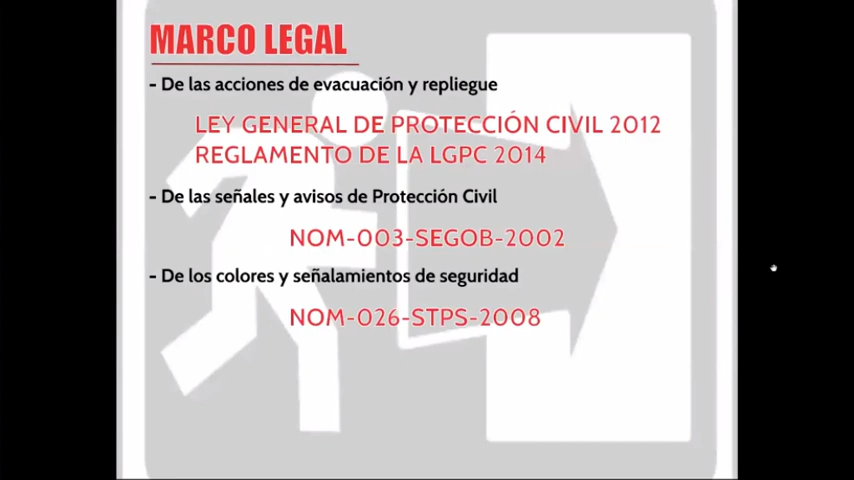 MARCO LEGAL
- De las acciones de evacuación y repliegue
LEY GENERAL DE PROTECCIÓN CIVIL 2012
REGLAMENTO DE LA LGPC 2014
- De las señales y avisos de Protección Civil
NOM-003-SEGOB-2002
- De los colores y señalamientos de seguridad
NOM-026-STPS-2008